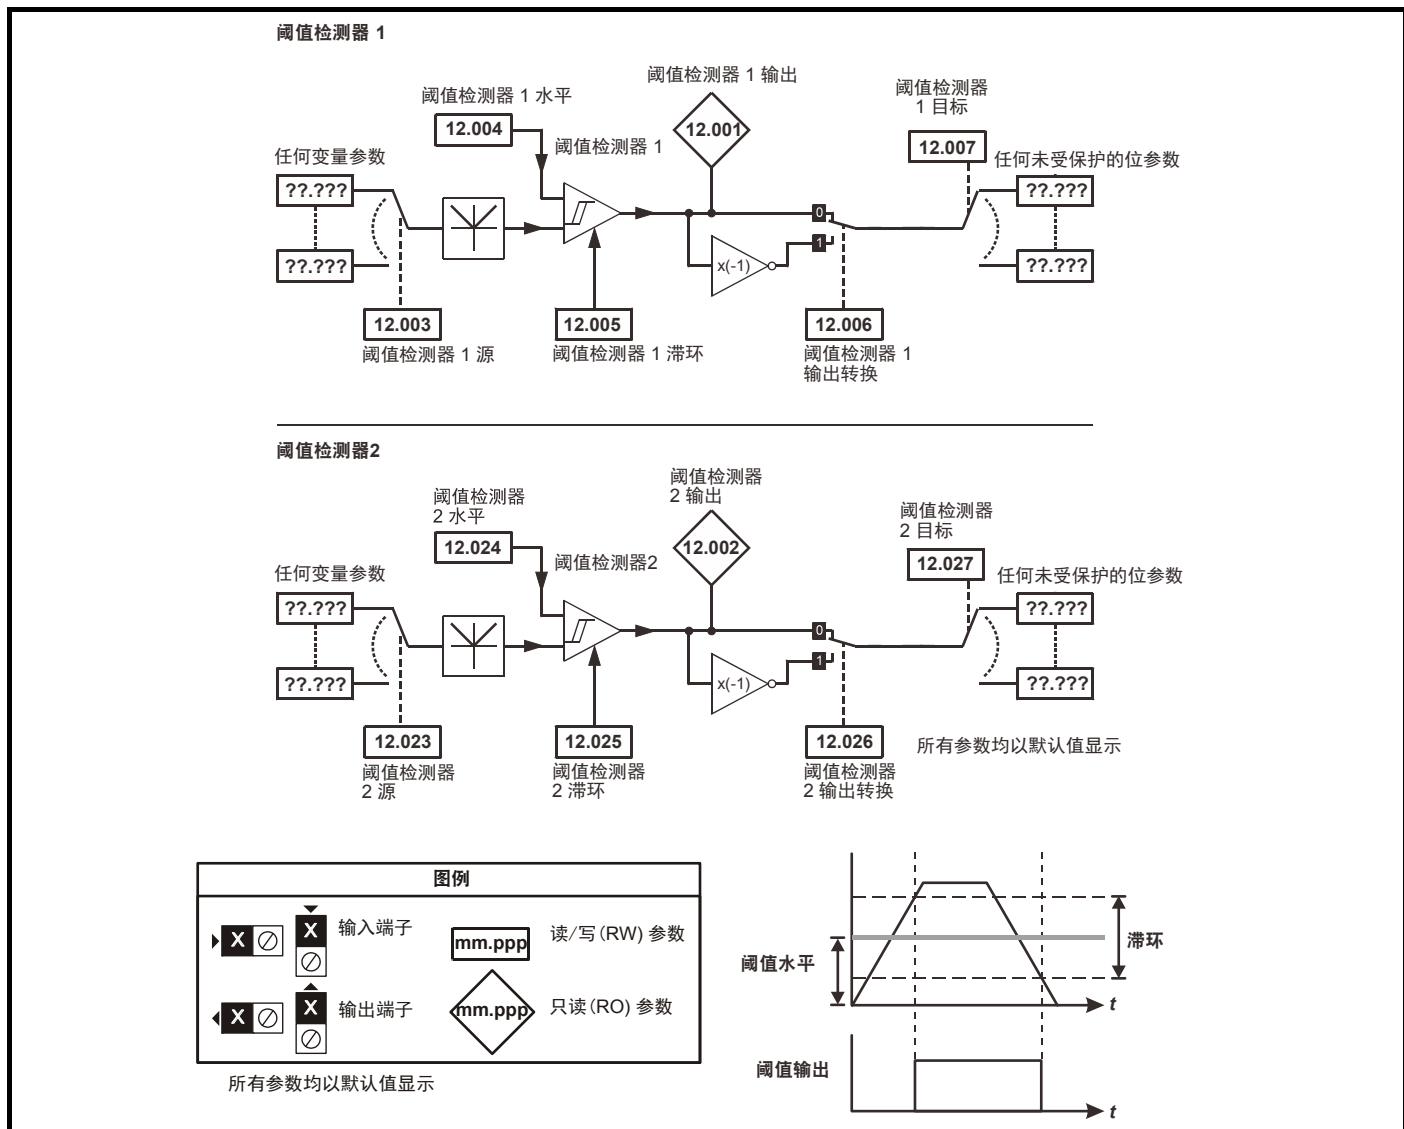 阈值检测器 1
阈值检测器 1 输出
阈值检测器 1 水平
阈值检测器
1 目标
12.004
12.001
12.007
阈值检测器 1
任何变量参数
任何未受保护的位参数
??.???
??.???
0
1
x(-1)
??.???
??.???
12.003
12.005
12.006
阈值检测器 1 源
阈值检测器 1 滞环
阈值检测器 1
输出转换
阈值检测器2
阈值检测器
2 输出
阈值检测器
2 水平
阈值检测器
2 目标
12.024
12.002
12.027
阈值检测器2
任何变量参数
任何未受保护的位参数
??.???
??.???
0
1
x(-1)
??.???
??.???
12.023
12.025
12.026
所有参数均以默认值显示
阈值检测器
2 源
阈值检测器
2 滞环
阈值检测器
2 输出转换
图例
X
X
输入端子
mm.ppp
读/写(RW) 参数
X
X
输出端子
mm.ppp
只读(RO) 参数
所有参数均以默认值显示
阈值水平
滞环
t
阈值输出
t